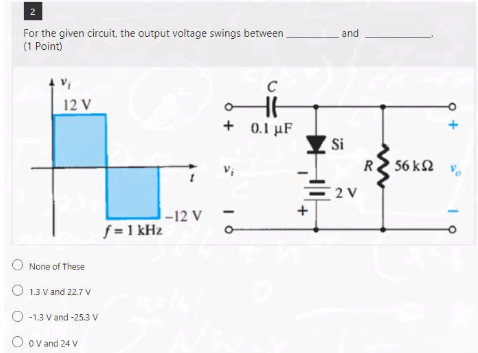 2
For the given circuit, the output voltage swings between ________ and ________.
(1 Point)
vi
12 V
t
-12 V
f = 1 kHz
C
+ 0.1 μF
vi
−
Si
−
2 V
+
R 56 kΩ
+
vo
−
None of These
1.3 V and 22.7 V
-1.3 V and -25.3 V
0 V and 24 V